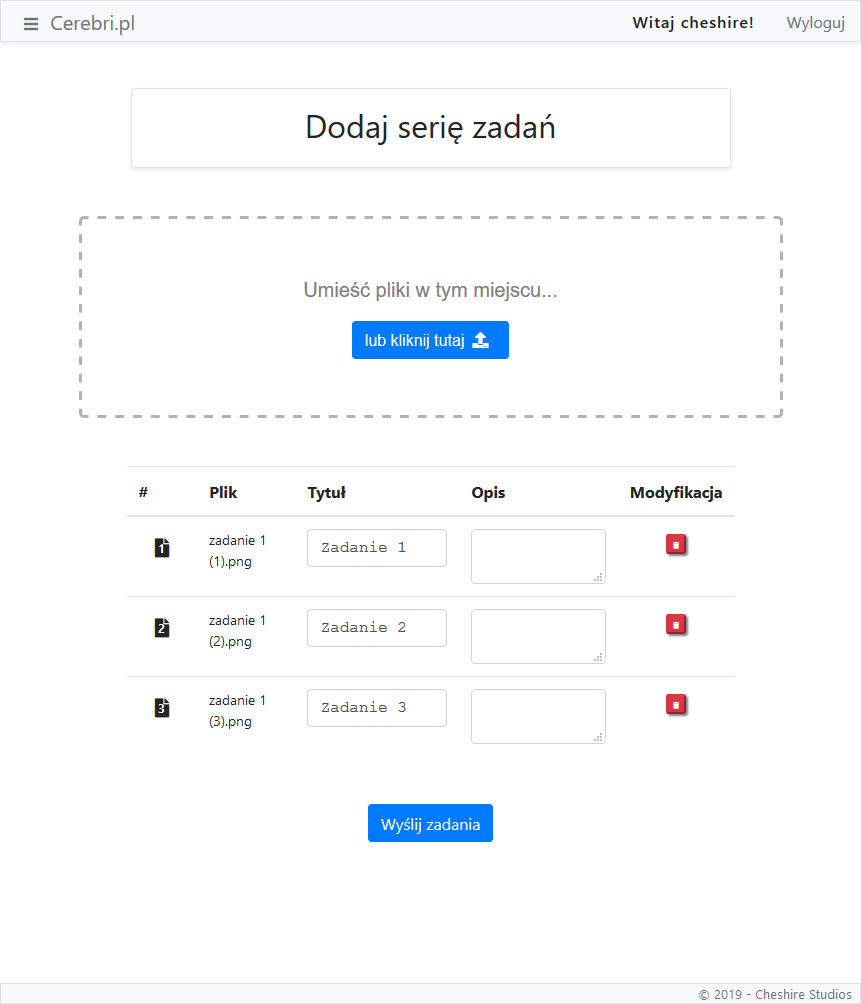 Cerebri.pl Witaj cheshire! Wyloguj
Dodaj serię zadań
Umieść pliki w tym miejscu...
lub kliknij tutaj
# Plik Tytuł Opis Modyfikacja
1 zadanie 1 (1).png Zadanie 1
2 zadanie 1 (2).png Zadanie 2
3 zadanie 1 (3).png Zadanie 3
Wyślij zadania
© 2019 - Cheshire Studios